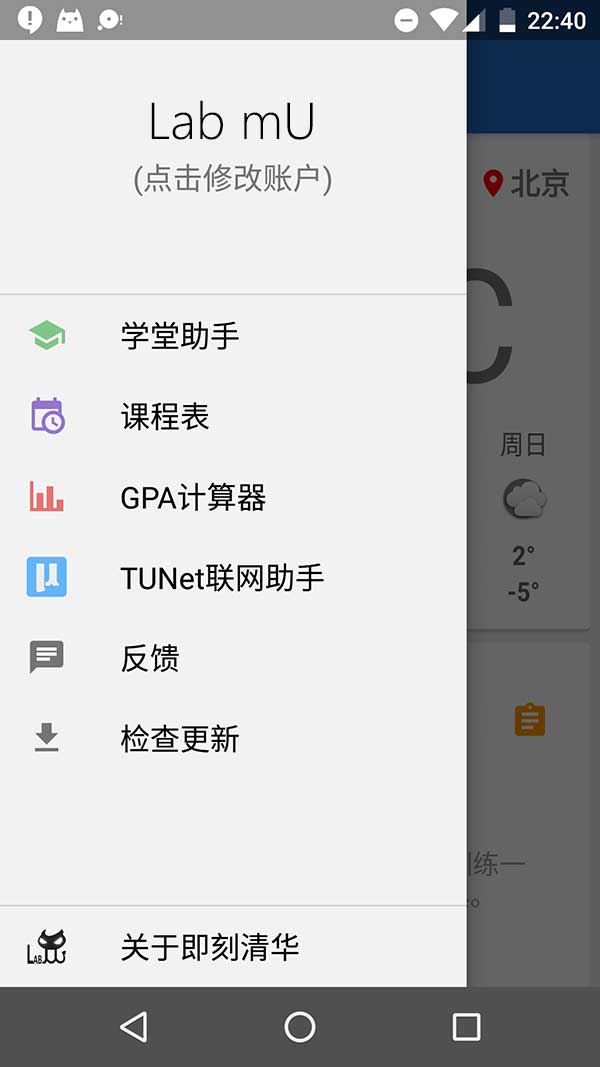 22:40
Lab mU
(点击修改账户)
北京
C
学堂助手
课程表
周日
GPA计算器
2°
TUNet联网助手
-5°
反馈
检查更新
练一
LAB mU
关于即刻清华